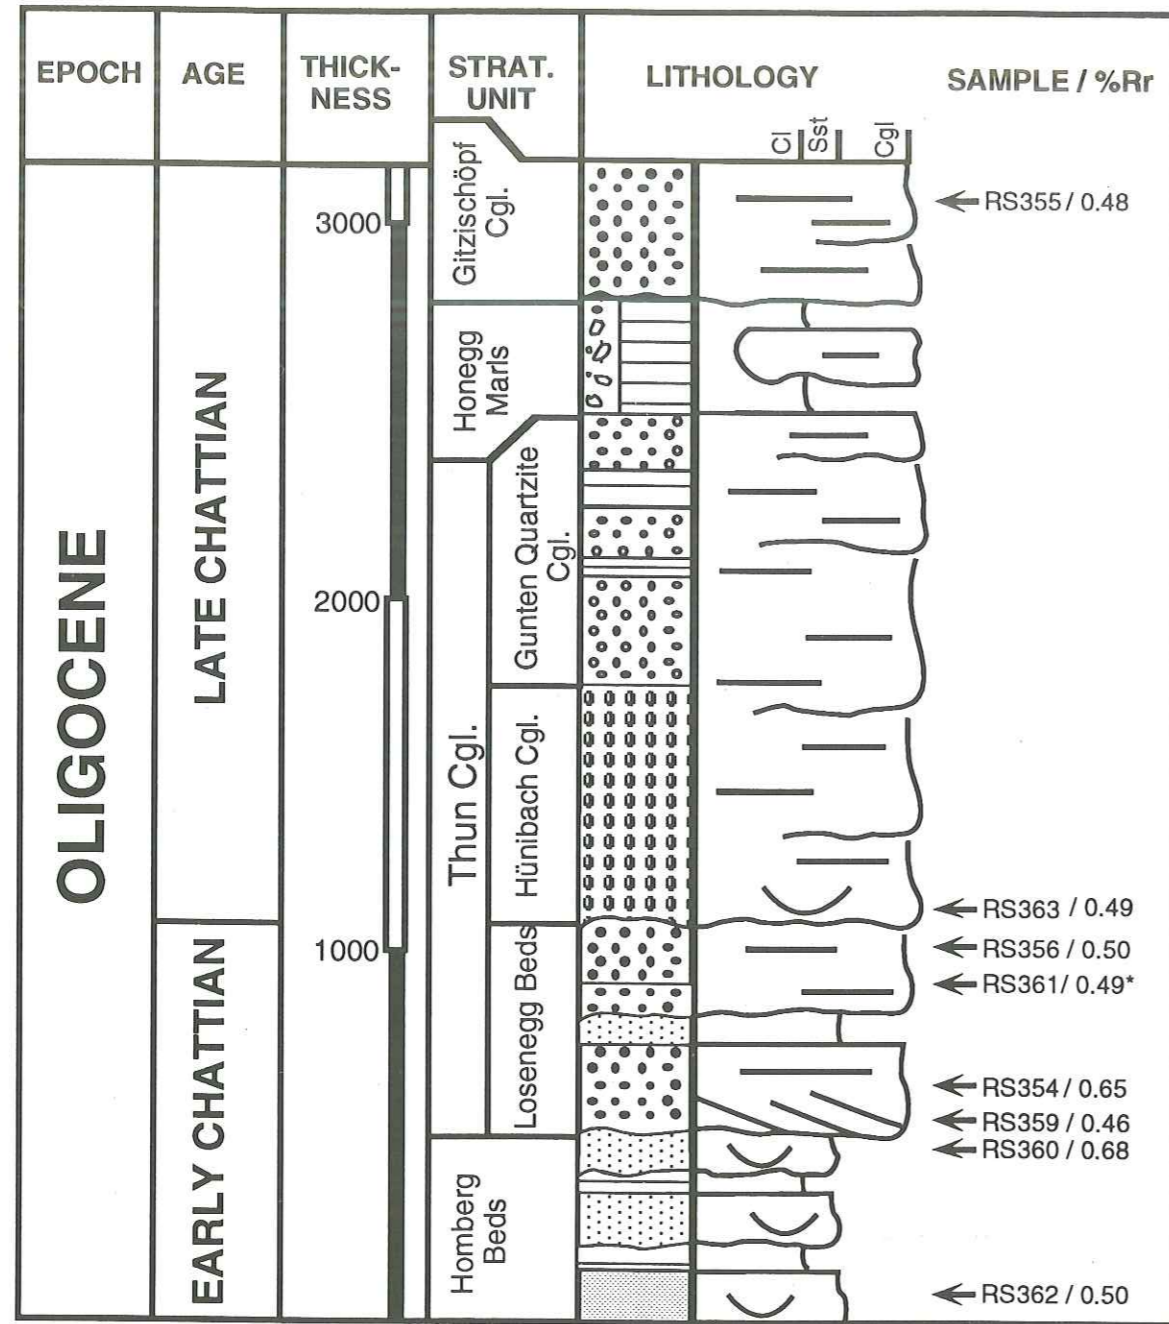 EPOCH
AGE
THICK-
NESS
STRAT.
UNIT
LITHOLOGY
SAMPLE / %Rr
Cl
Sst
Cgl
OLIGOCENE
LATE CHATTIAN
EARLY CHATTIAN
3000
2000
1000
Gitzischöpf
Cgl.
Honegg
Marls
Thun Cgl.
Gunten Quartzite
Cgl.
Hünibach Cgl.
Losenegg Beds
Homberg
Beds
RS355 / 0.48
RS363 / 0.49
RS356 / 0.50
RS361/ 0.49*
RS354 / 0.65
RS359 / 0.46
RS360 / 0.68
RS362 / 0.50